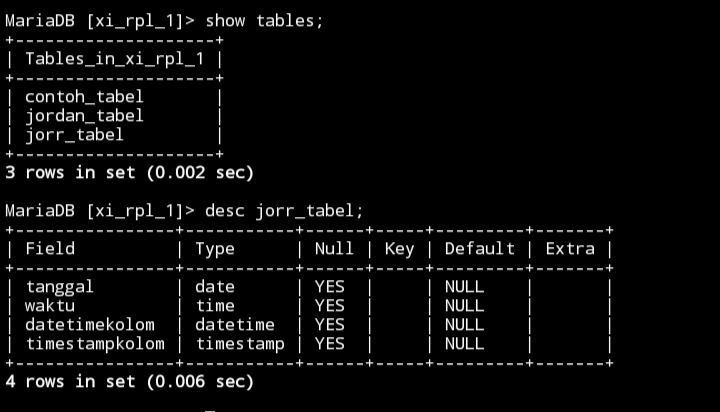 MariaDB [xi_rpl_1]> show tables;
+--------------------+
| Tables_in_xi_rpl_1 |
+--------------------+
| contoh_tabel       |
| jordan_tabel       |
| jorr_tabel         |
+--------------------+
3 rows in set (0.002 sec)

MariaDB [xi_rpl_1]> desc jorr_tabel;
+----------------+-----------+------+-----+---------+-------+
| Field          | Type      | Null | Key | Default | Extra |
+----------------+-----------+------+-----+---------+-------+
| tanggal        | date      | YES  |     | NULL    |       |
| waktu          | time      | YES  |     | NULL    |       |
| datetimekolom  | datetime  | YES  |     | NULL    |       |
| timestampkolom | timestamp | YES  |     | NULL    |       |
+----------------+-----------+------+-----+---------+-------+
4 rows in set (0.006 sec)